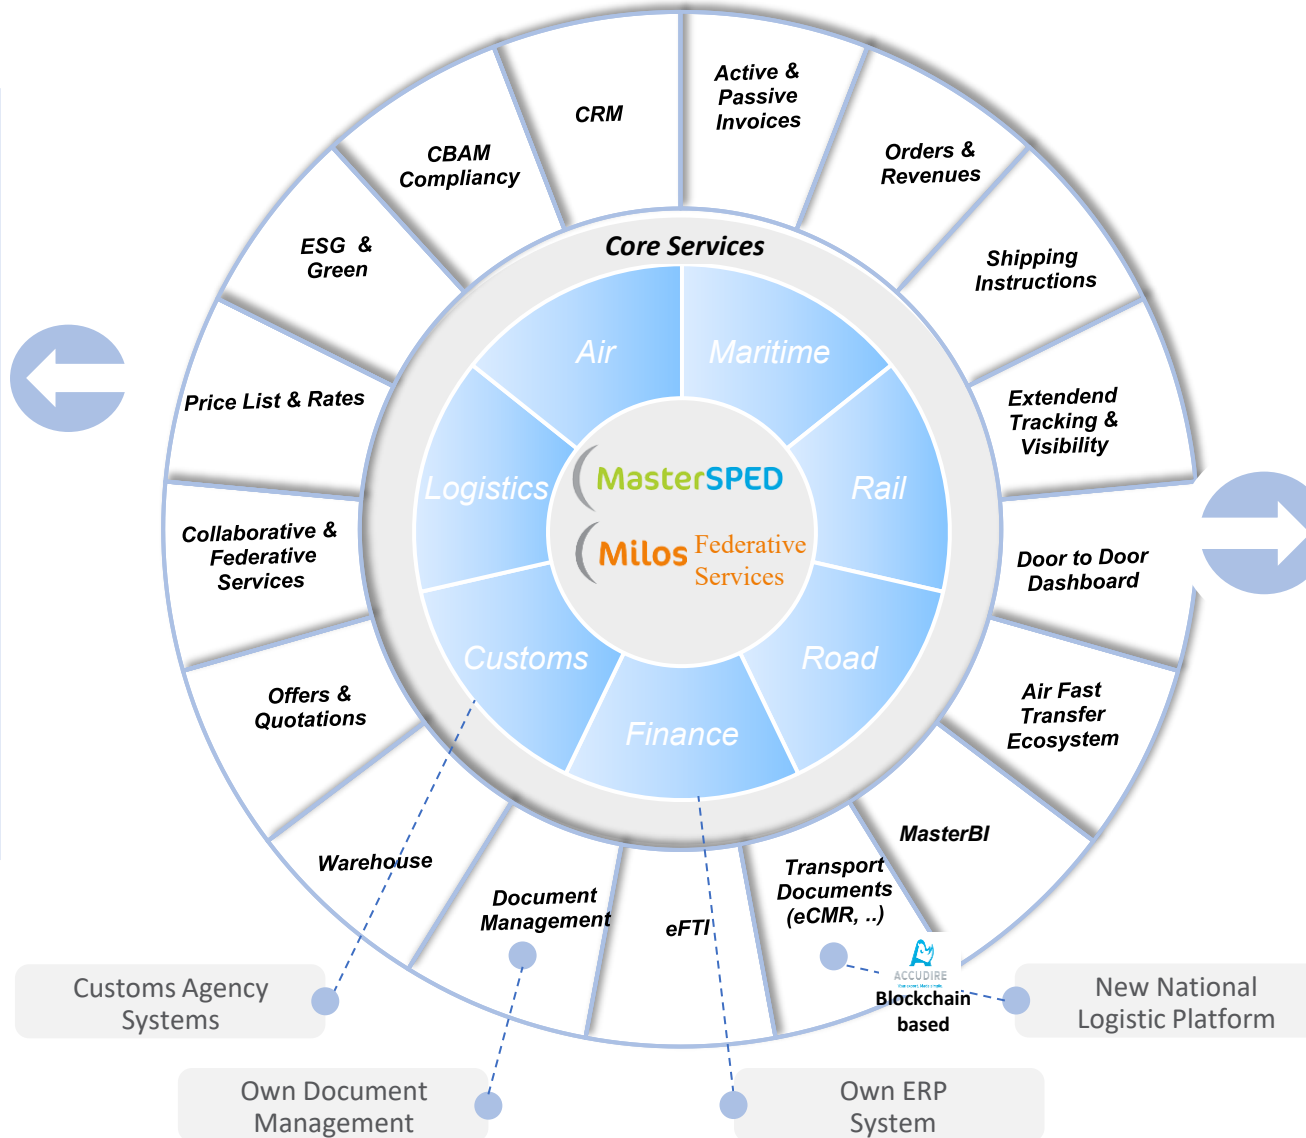 CRM
Active &
Passive
Invoices
Orders &
Revenues
Shipping
Instructions
Extendend
Tracking &
Visibility
Door to Door
Dashboard
Air Fast
Transfer
Ecosystem
MasterBI
Transport
Documents
(eCMR, ..)
eFTI
Document
Management
Warehouse
Offers &
Quotations
Collaborative &
Federative
Services
Price List & Rates
ESG &
Green
CBAM
Compliancy
Core Services
Air
Maritime
Rail
Road
Finance
Customs
Logistics
MasterSPED
Milos Federative
Services
ACCUDIRE
Blockchain
based
Customs Agency
Systems
New National
Logistic Platform
Own Document
Management
Own ERP
System